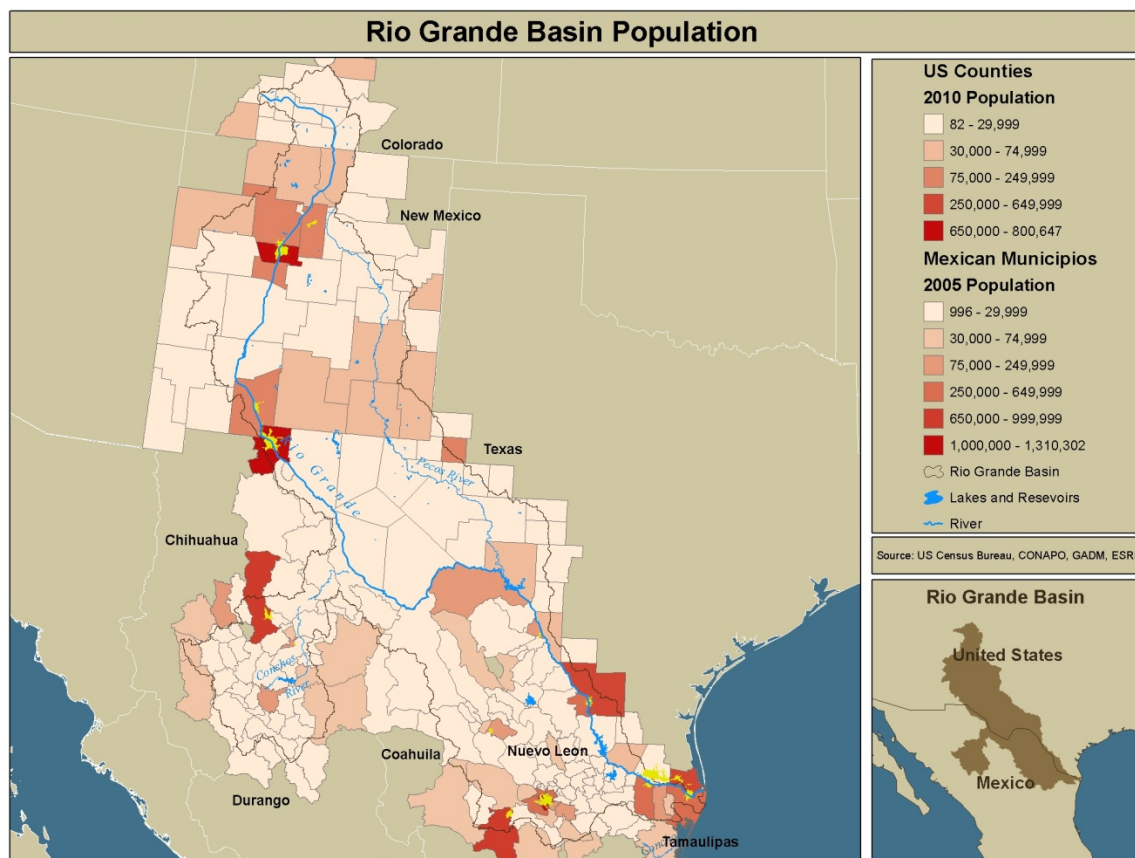 Rio Grande Basin Population
Colorado
New Mexico
Texas
Pecos River
Rio Grande
Chihuahua
Conchos
River
Coahuila
Nuevo Leon
Durango
Tamaulipas
US Counties
2010 Population
82 - 29,999
30,000 - 74,999
75,000 - 249,999
250,000 - 649,999
650,000 - 800,647
Mexican Municipios
2005 Population
996 - 29,999
30,000 - 74,999
75,000 - 249,999
250,000 - 649,999
650,000 - 999,999
1,000,000 - 1,310,302
Rio Grande Basin
Lakes and Resevoirs
River
Source: US Census Bureau, CONAPO, GADM, ESR
Rio Grande Basin
United States
Mexico